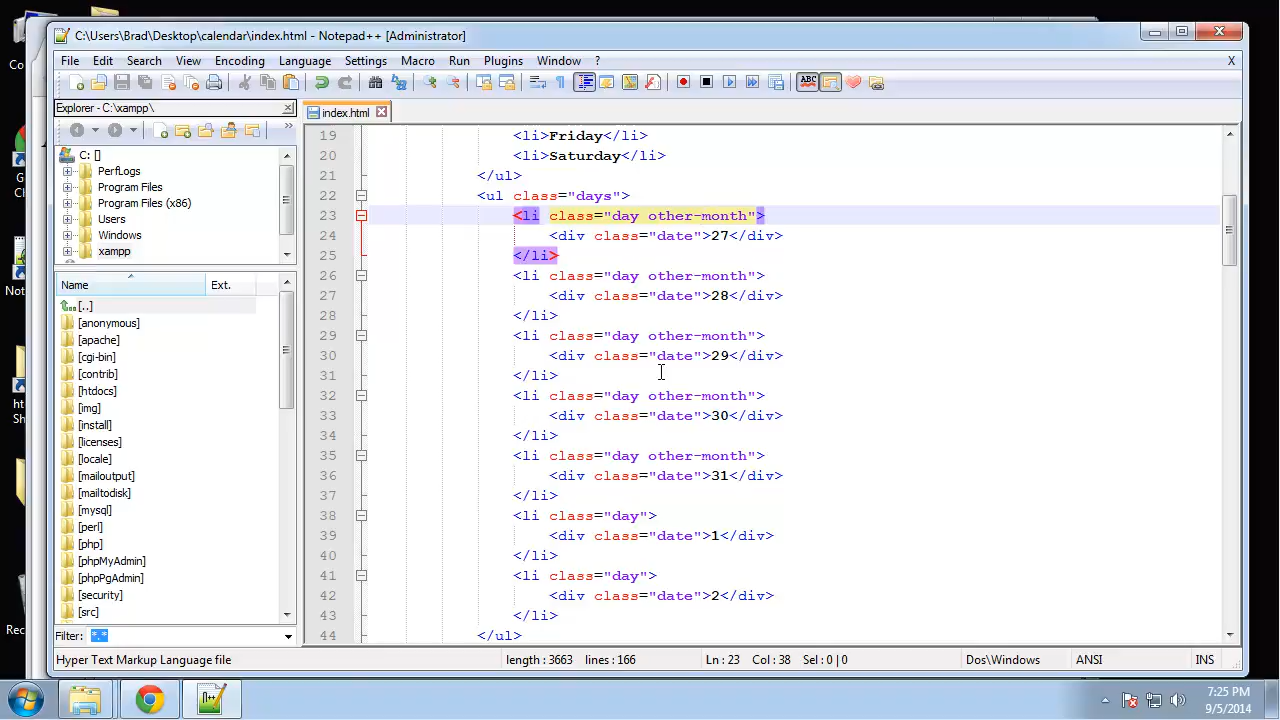 C:\Users\Brad\Desktop\calendar\index.html - Notepad++ [Administrator]
File Edit Search View Encoding Language Settings Macro Run Plugins Window ? X
Explorer - C:\xampp\
index.html
C: []
PerfLogs
Program Files
Program Files (x86)
Users
Windows
xampp
Name Ext.
[..]
[anonymous]
[apache]
[cgi-bin]
[contrib]
[htdocs]
[img]
[install]
[licenses]
[locale]
[mailoutput]
[mailtodisk]
[mysql]
[perl]
[php]
[phpMyAdmin]
[phpPgAdmin]
[security]
[src]
Filter: *.*
19 <li>Friday</li>
20 <li>Saturday</li>
21 </ul>
22 <ul class="days">
23 <li class="day other-month">
24 <div class="date">27</div>
25 </li>
26 <li class="day other-month">
27 <div class="date">28</div>
28 </li>
29 <li class="day other-month">
30 <div class="date">29</div>
31 </li>
32 <li class="day other-month">
33 <div class="date">30</div>
34 </li>
35 <li class="day other-month">
36 <div class="date">31</div>
37 </li>
38 <li class="day">
39 <div class="date">1</div>
40 </li>
41 <li class="day">
42 <div class="date">2</div>
43 </li>
44 </ul>
Hyper Text Markup Language file length : 3663 lines : 166 Ln : 23 Col : 38 Sel : 0 | 0 Dos\Windows ANSI INS
7:25 PM
9/5/2014